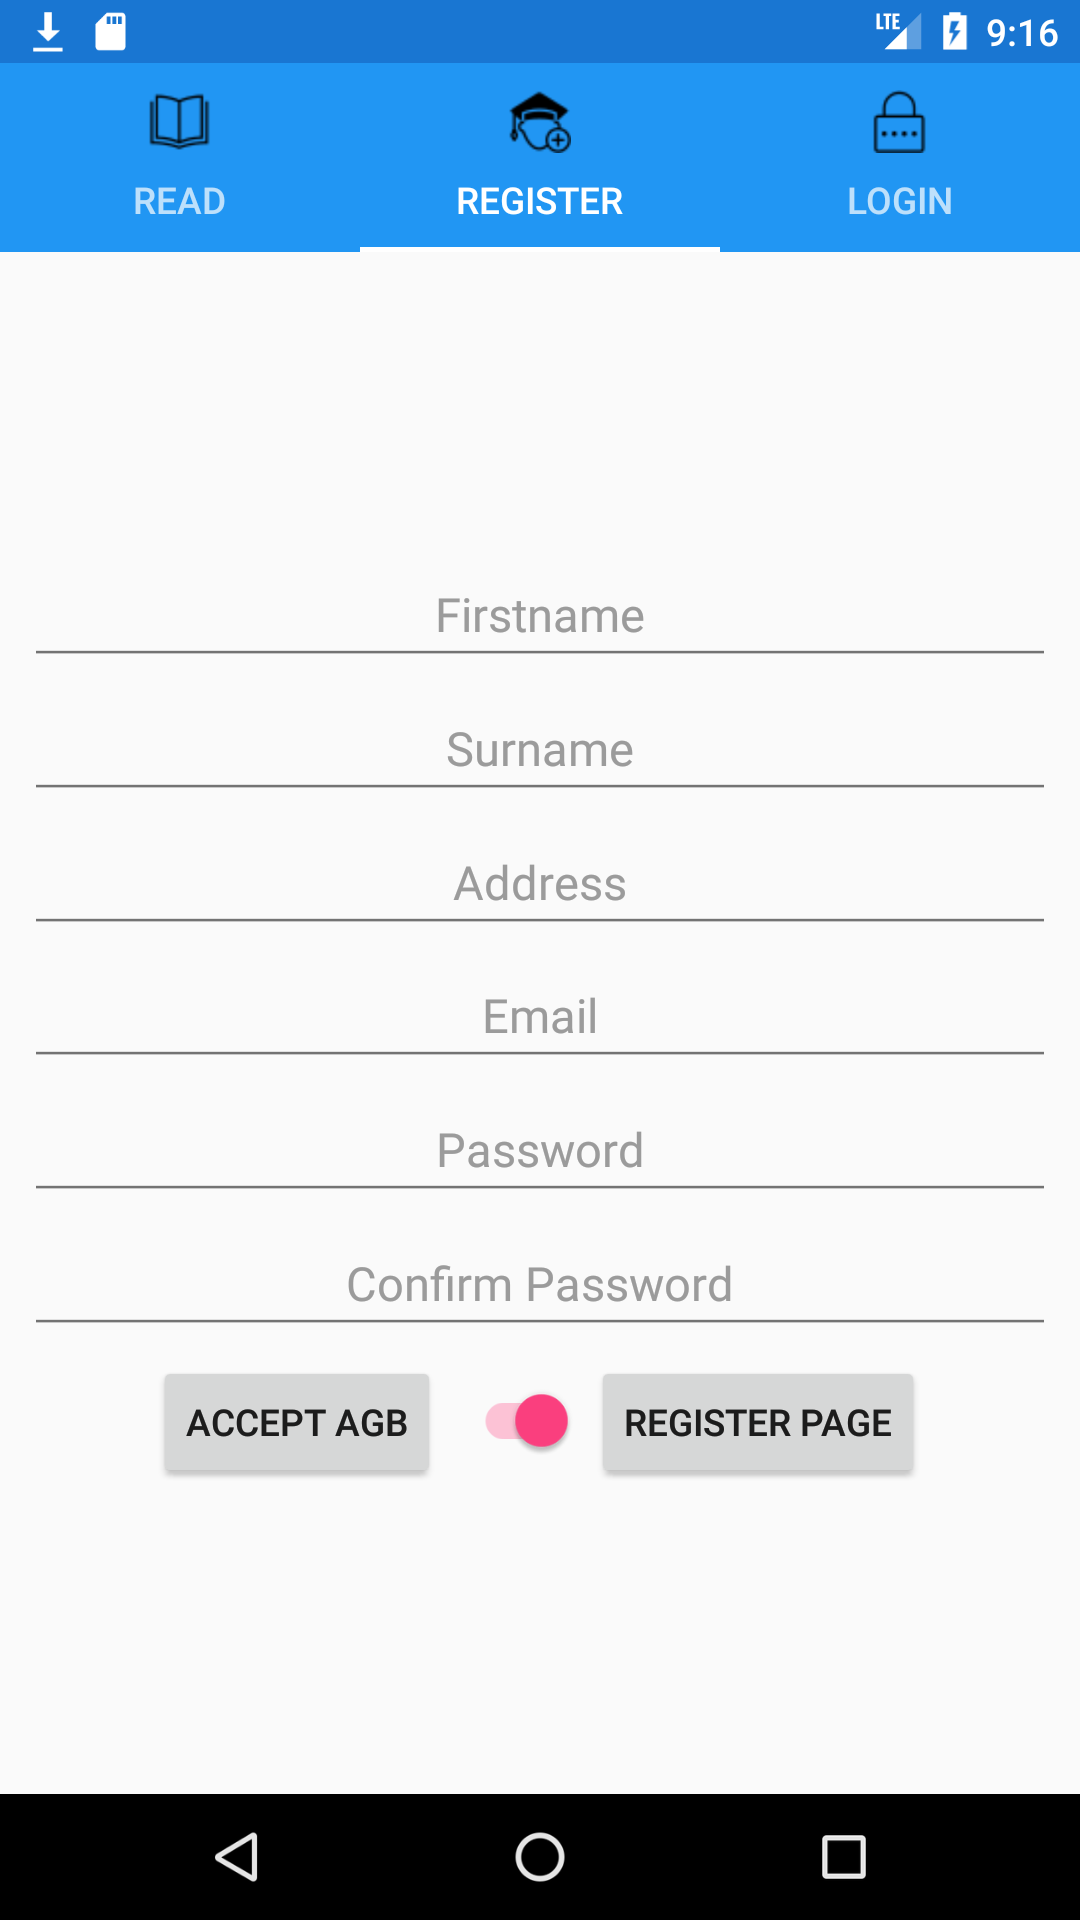 LTE 9:16
READ REGISTER LOGIN
Firstname
Surname
Address
Email
Password
Confirm Password
ACCEPT AGB REGISTER PAGE